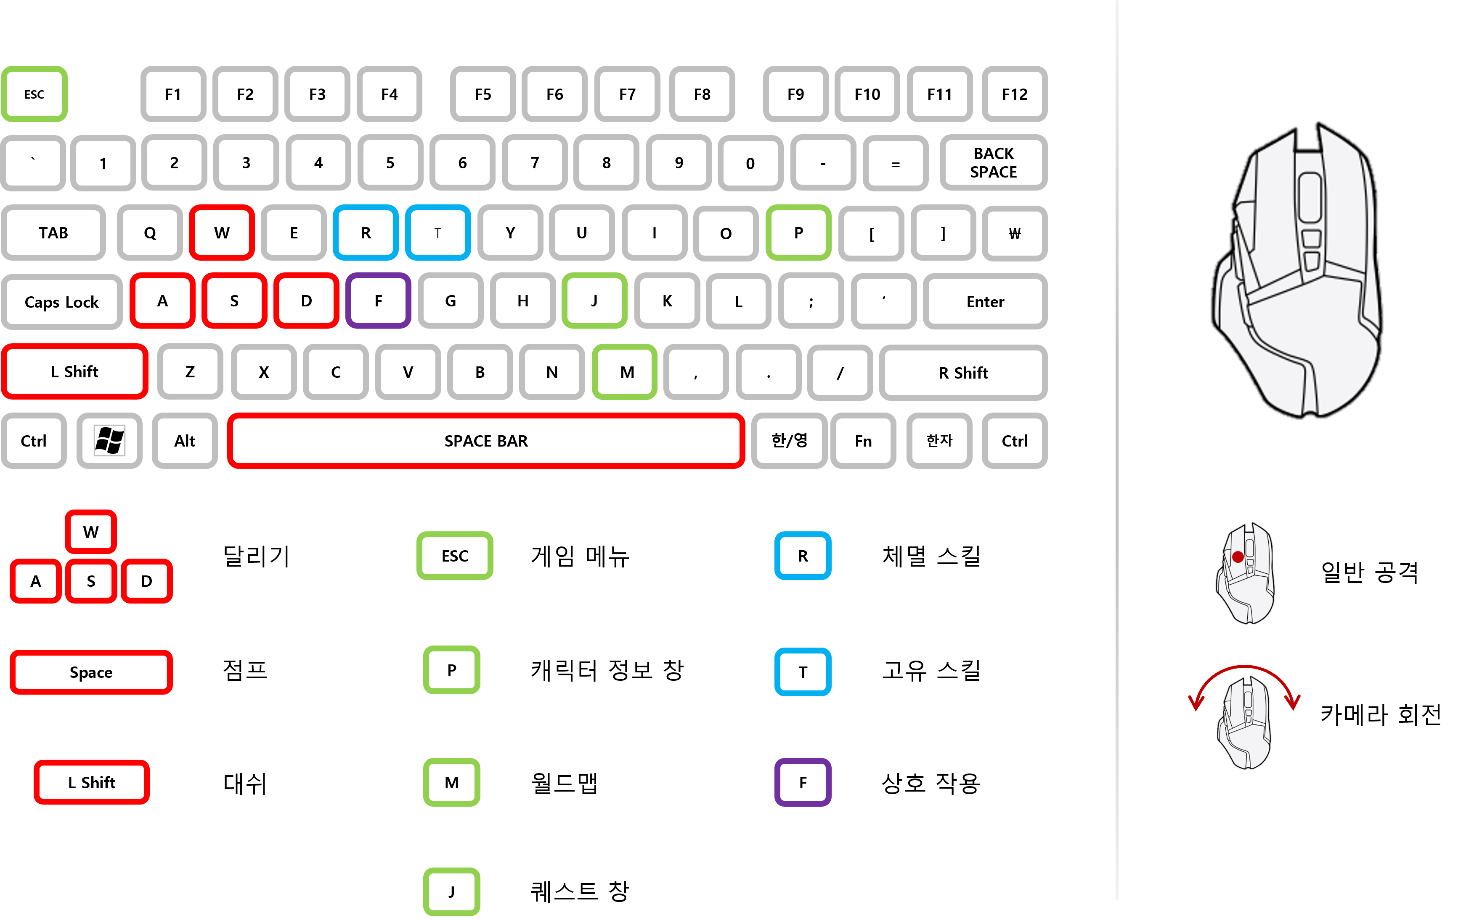 ESC F1 F2 F3 F4 F5 F6 F7 F8 F9 F10 F11 F12
` 1 2 3 4 5 6 7 8 9 0 - = BACK SPACE
TAB Q W E R T Y U I O P [ ] ₩
Caps Lock A S D F G H J K L ; ‘ Enter
L Shift Z X C V B N M , . / R Shift
Ctrl Alt SPACE BAR 한/영 Fn 한자 Ctrl
W
A S D
달리기
Space
점프
L Shift
대쉬
ESC
게임 메뉴
P
캐릭터 정보 창
M
월드맵
J
퀘스트 창
R
체멸 스킬
T
고유 스킬
F
상호 작용
일반 공격
카메라 회전